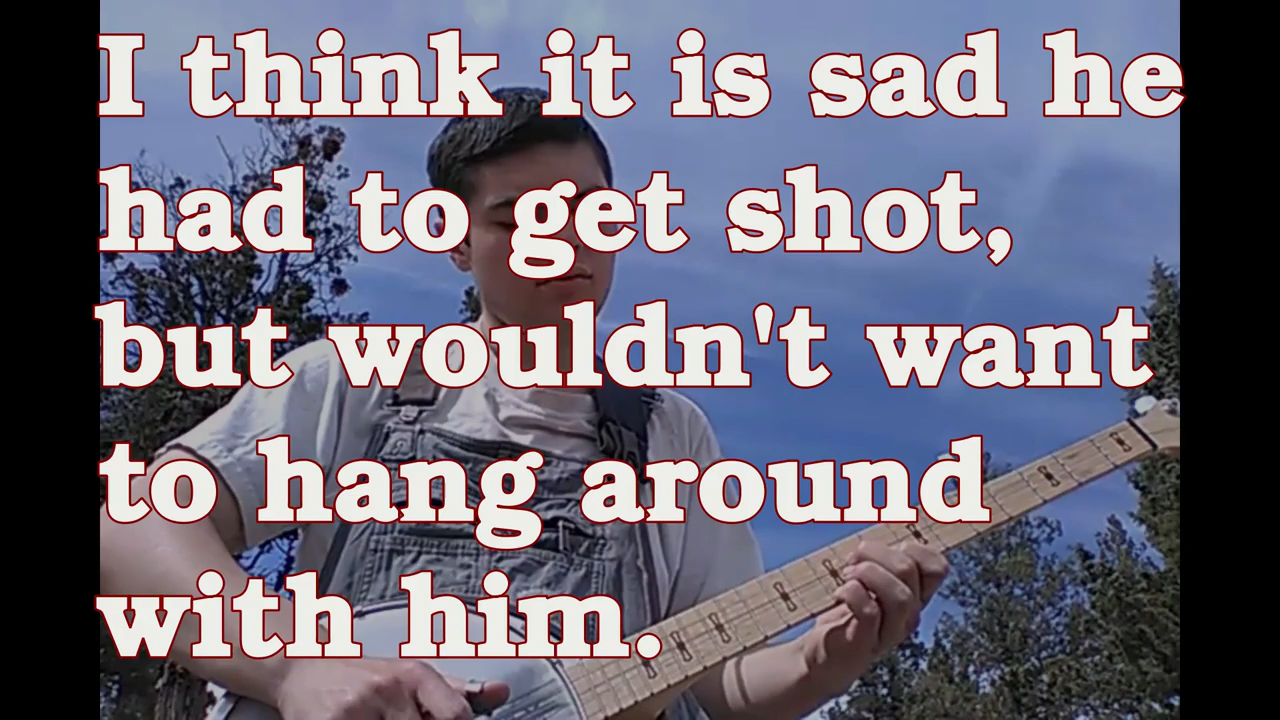 I think it is sad he
had to get shot,
but wouldn't want
to hang around
with him.